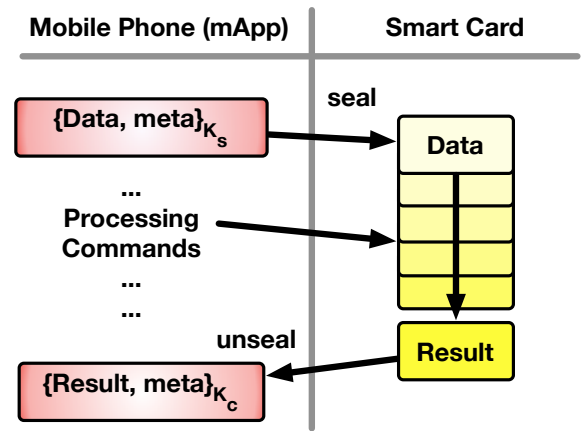 Mobile Phone (mApp)
Smart Card
seal
{Data, meta}Ks
Data
...
Processing
Commands
...
...
unseal
Result
{Result, meta}Kc